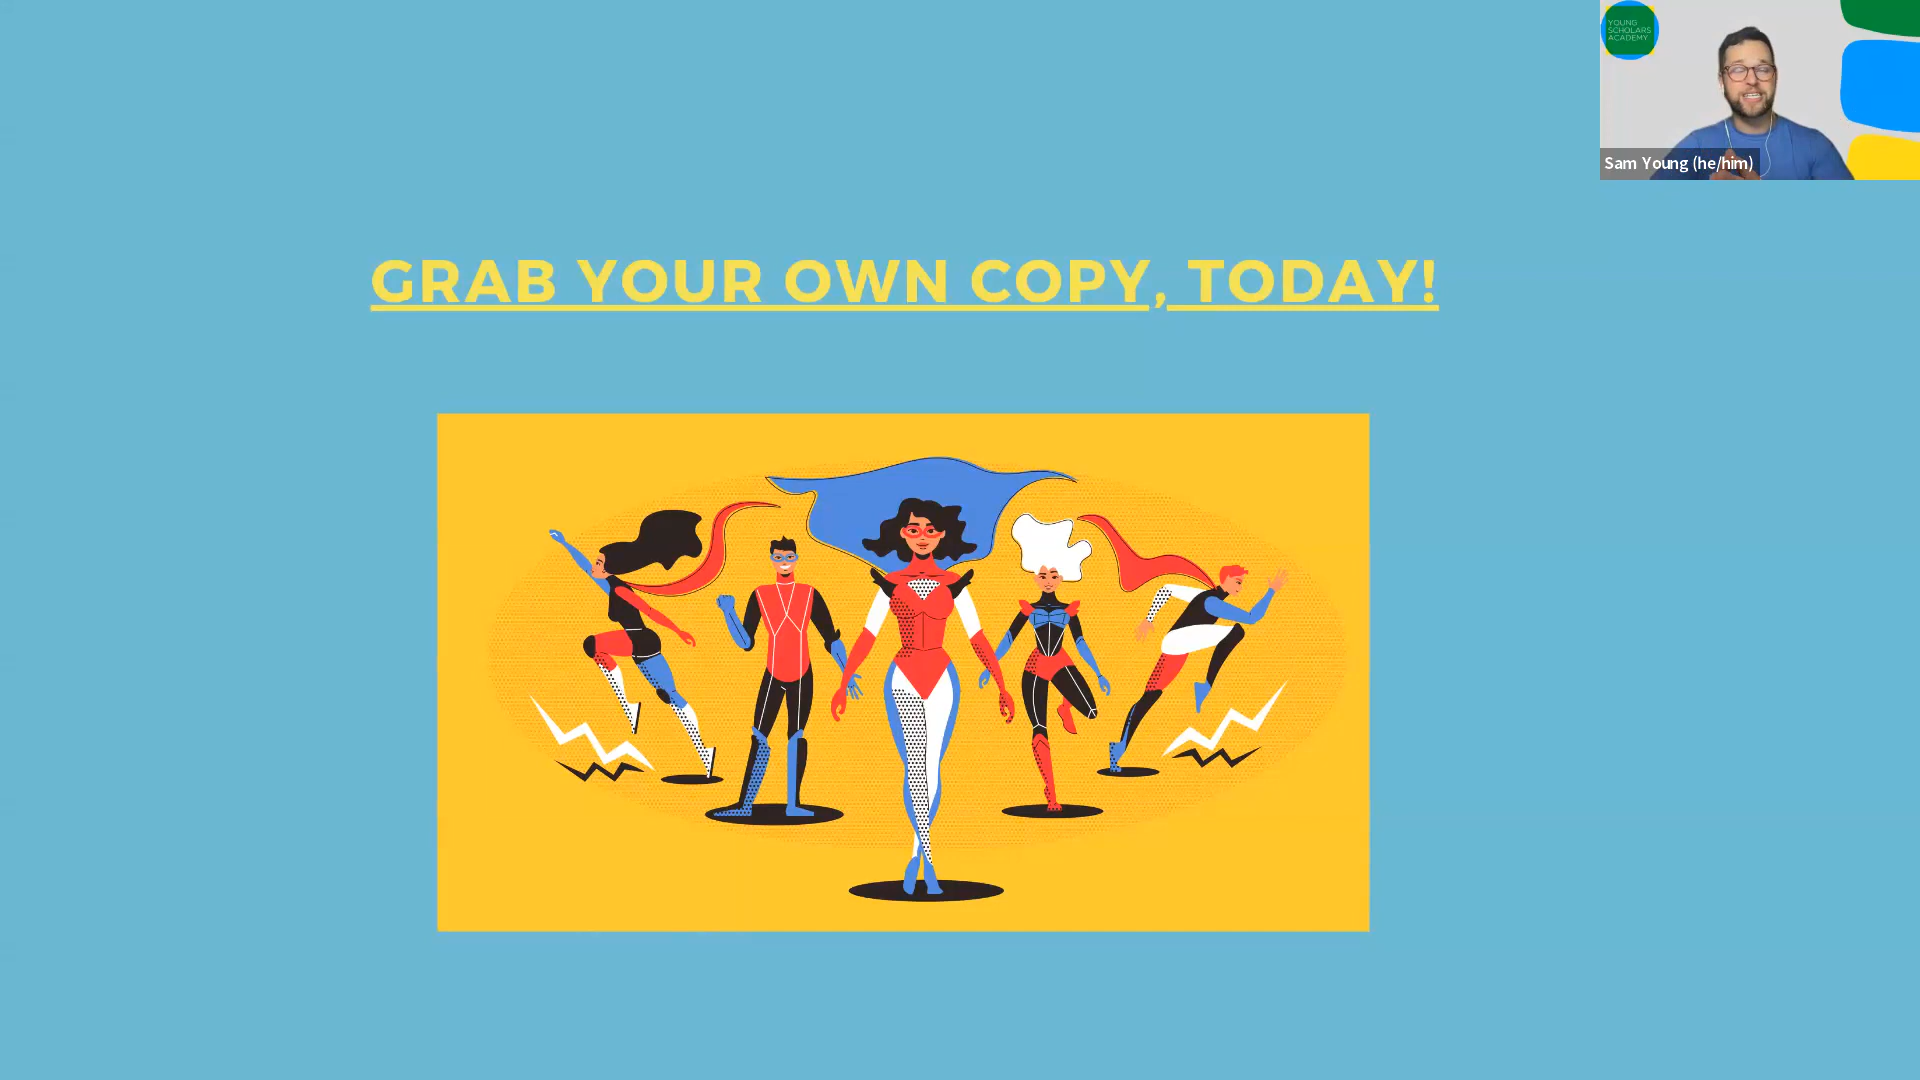 YOUNG
SCHOLARS
ACADEMY
Sam Young (he/him)
GRAB YOUR OWN COPY, TODAY!